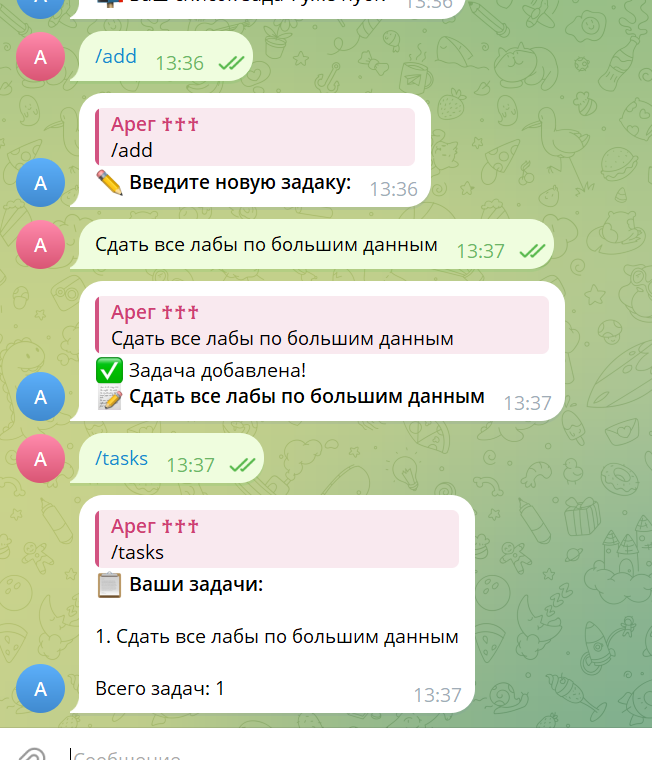 13:36
А
/add 13:36
Арег †††
/add
А
Введите новую задаку: 13:36
А
Сдать все лабы по большим данным 13:37
Арег †††
Сдать все лабы по большим данным
Задача добавлена!
А
Сдать все лабы по большим данным 13:37
А
/tasks 13:37
Арег †††
/tasks
Ваши задачи:
1. Сдать все лабы по большим данным
Всего задач: 1
А
13:37
Сообщение